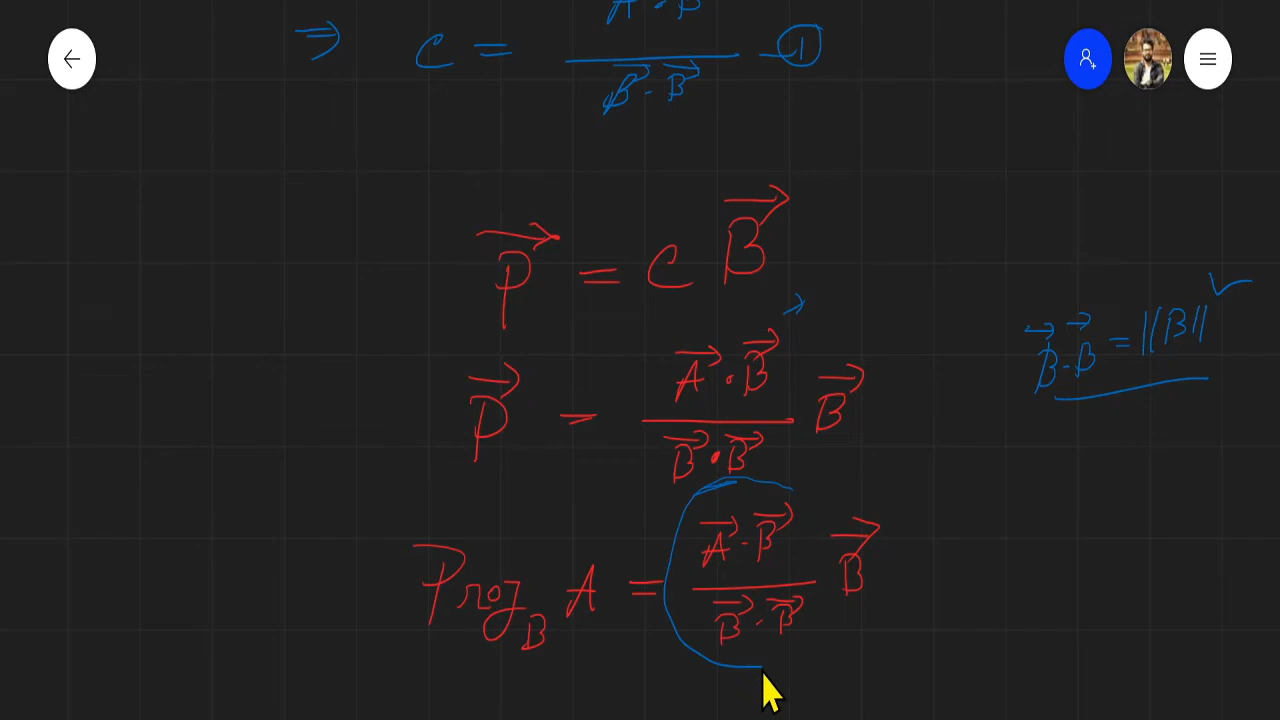 ⇒ C = A⃗ · B⃗ / B⃗ · B⃗ — ①
P⃗ = C B⃗
B⃗ · B⃗ = ||B|| ✓
P⃗ = A⃗ · B⃗ / B⃗ · B⃗ B⃗
Proj_B A = A⃗ · B⃗ / B⃗ · B⃗ B⃗